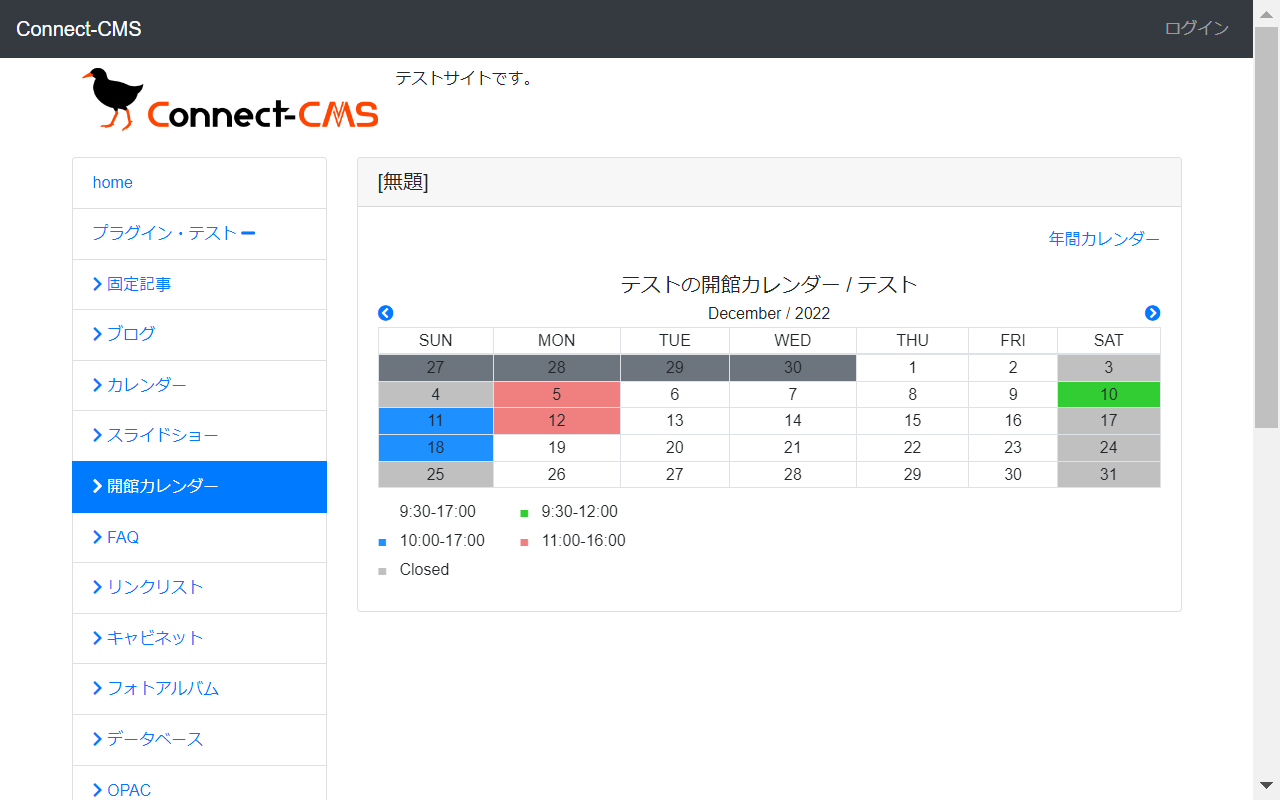 Connect-CMS
ログイン
Connect-CMS
テストサイトです。
home
プラグイン・テスト
固定記事
ブログ
カレンダー
スライドショー
開館カレンダー
FAQ
リンクリスト
キャビネット
フォトアルバム
データベース
OPAC
[無題]
年間カレンダー
テストの開館カレンダー / テスト
December / 2022
SUN MON TUE WED THU FRI SAT
27 28 29 30 1 2 3
4 5 6 7 8 9 10
11 12 13 14 15 16 17
18 19 20 21 22 23 24
25 26 27 28 29 30 31
9:30-17:00 9:30-12:00
10:00-17:00 11:00-16:00
Closed